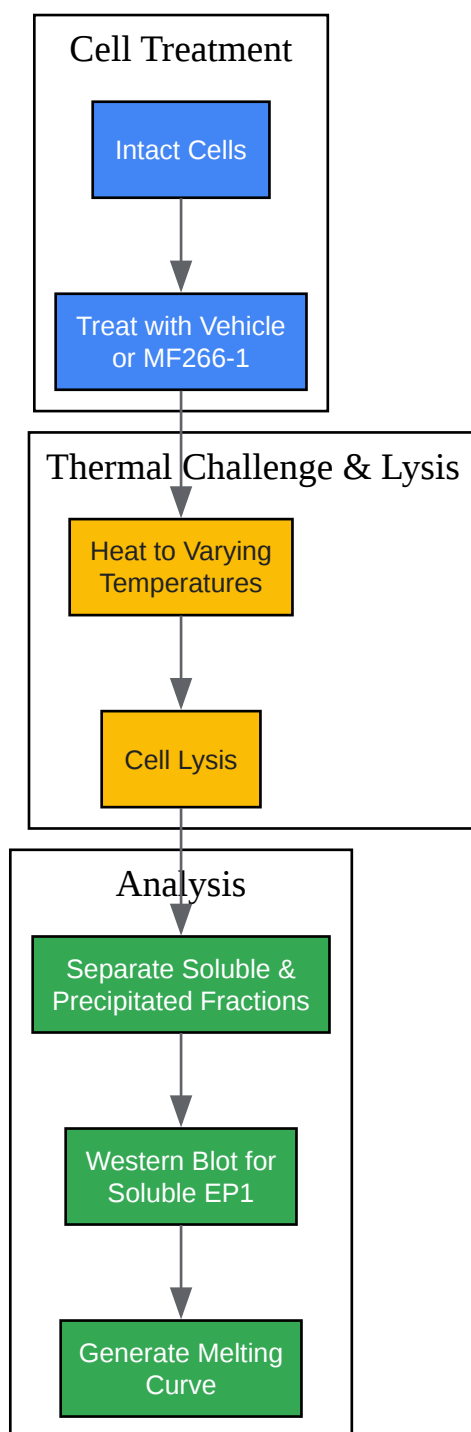 Cell Treatment
Intact Cells
Treat with Vehicle
or MF266-1
Thermal Challenge & Lysis
Heat to Varying
Temperatures
Cell Lysis
Analysis
Separate Soluble &
Precipitated Fractions
Western Blot for
Soluble EP1
Generate Melting
Curve